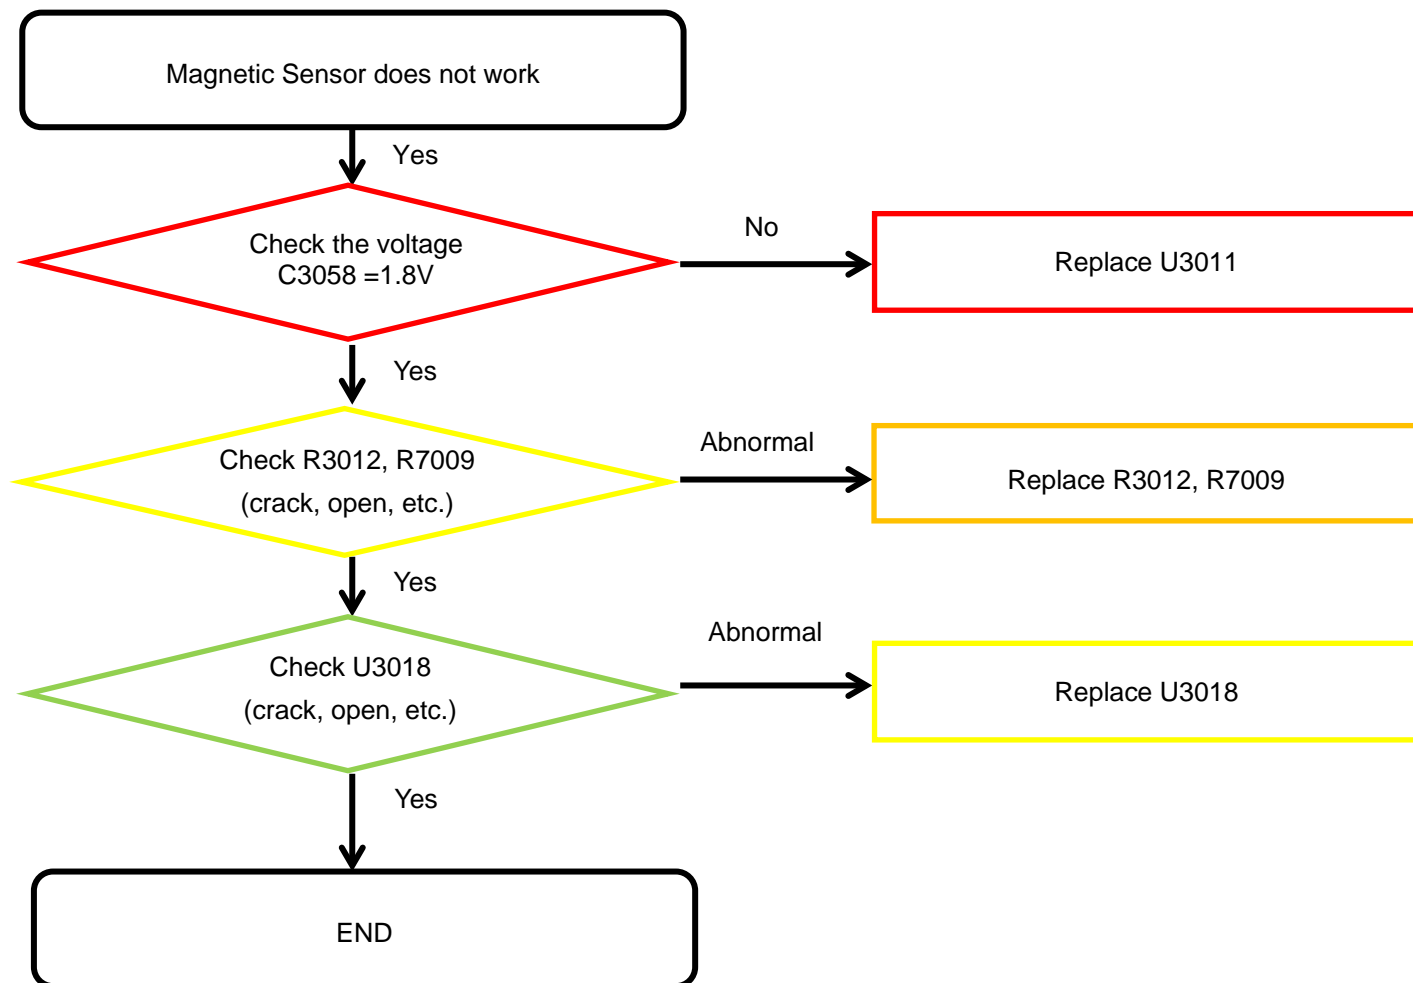 Magnetic Sensor does not work
Yes
Check the voltage
C3058 =1.8V
No
Replace U3011
Yes
Check R3012, R7009
(crack, open, etc.)
Abnormal
Replace R3012, R7009
Yes
Check U3018
(crack, open, etc.)
Abnormal
Replace U3018
Yes
END